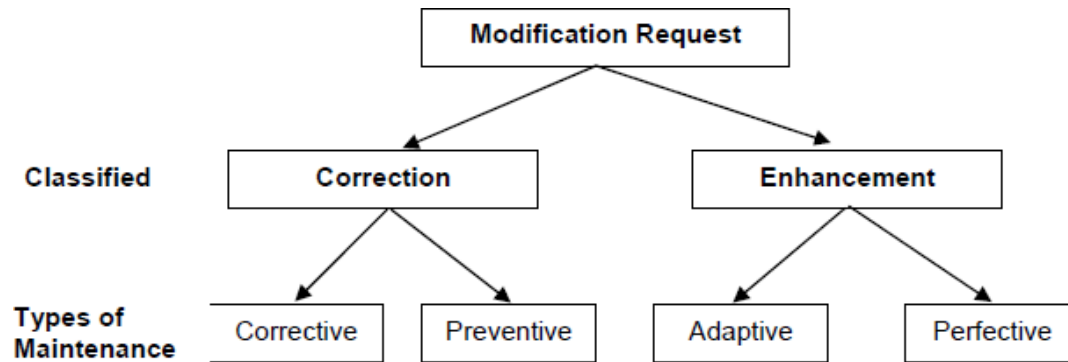 Modification Request
Classified
Correction
Enhancement
Types of
Maintenance
Corrective
Preventive
Adaptive
Perfective